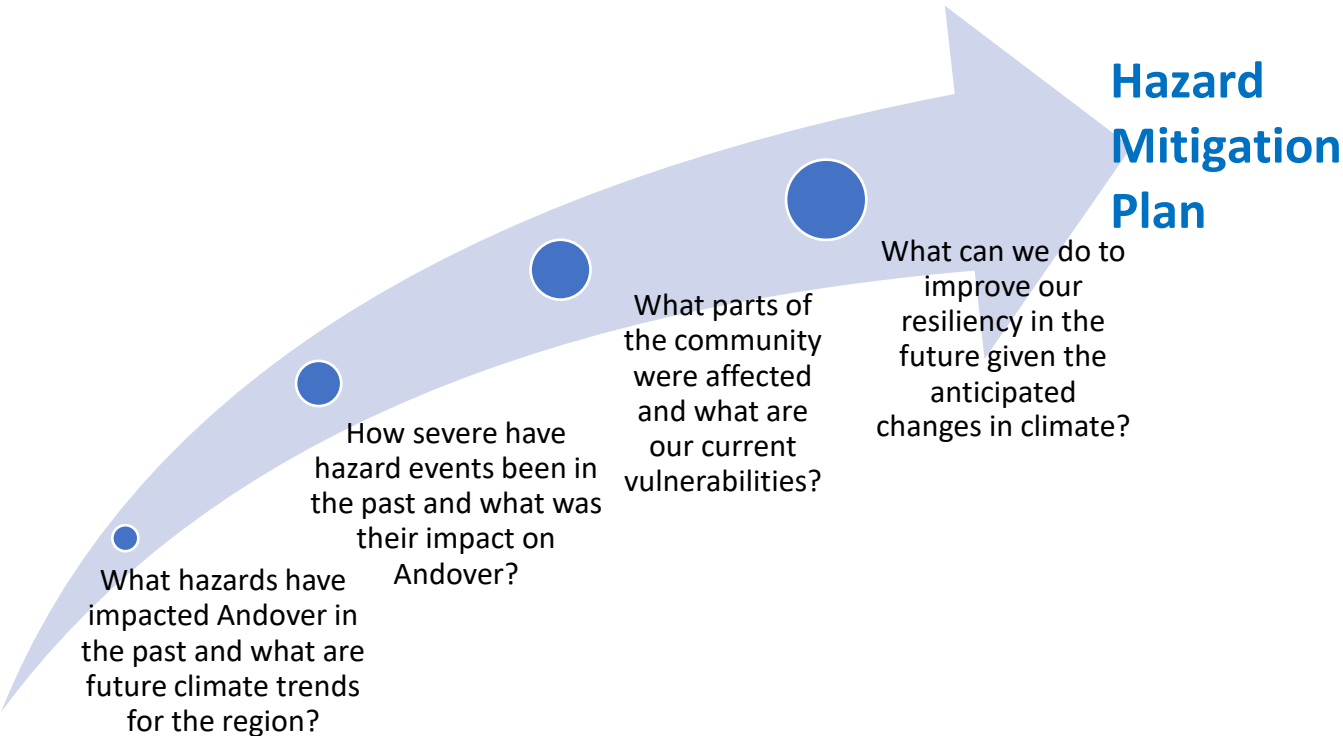 Hazard
Mitigation
Plan
What can we do to
improve our
resiliency in the
future given the
anticipated
changes in climate?
What parts of
the community
were affected
and what are
our current
vulnerabilities?
How severe have
hazard events been in
the past and what was
their impact on
Andover?
What hazards have
impacted Andover in
the past and what are
future climate trends
for the region?